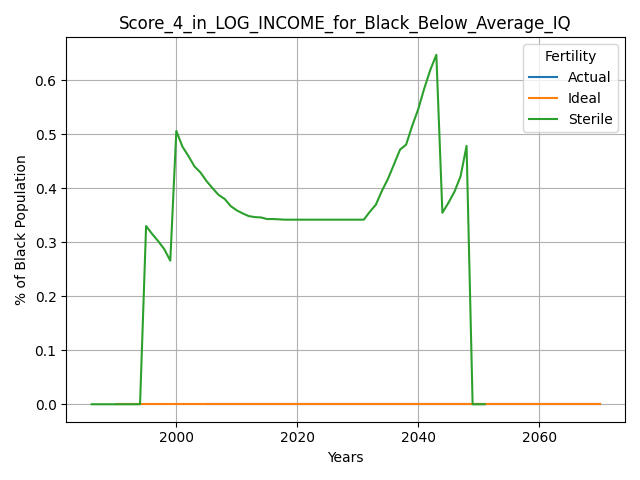 Score_4_in_LOG_INCOME_for_Black_Below_Average_IQ
% of Black Population
0.6
0.5
0.4
0.3
0.2
0.1
0.0
Fertility
Actual
Ideal
Sterile
2000
2020
2040
2060
Years